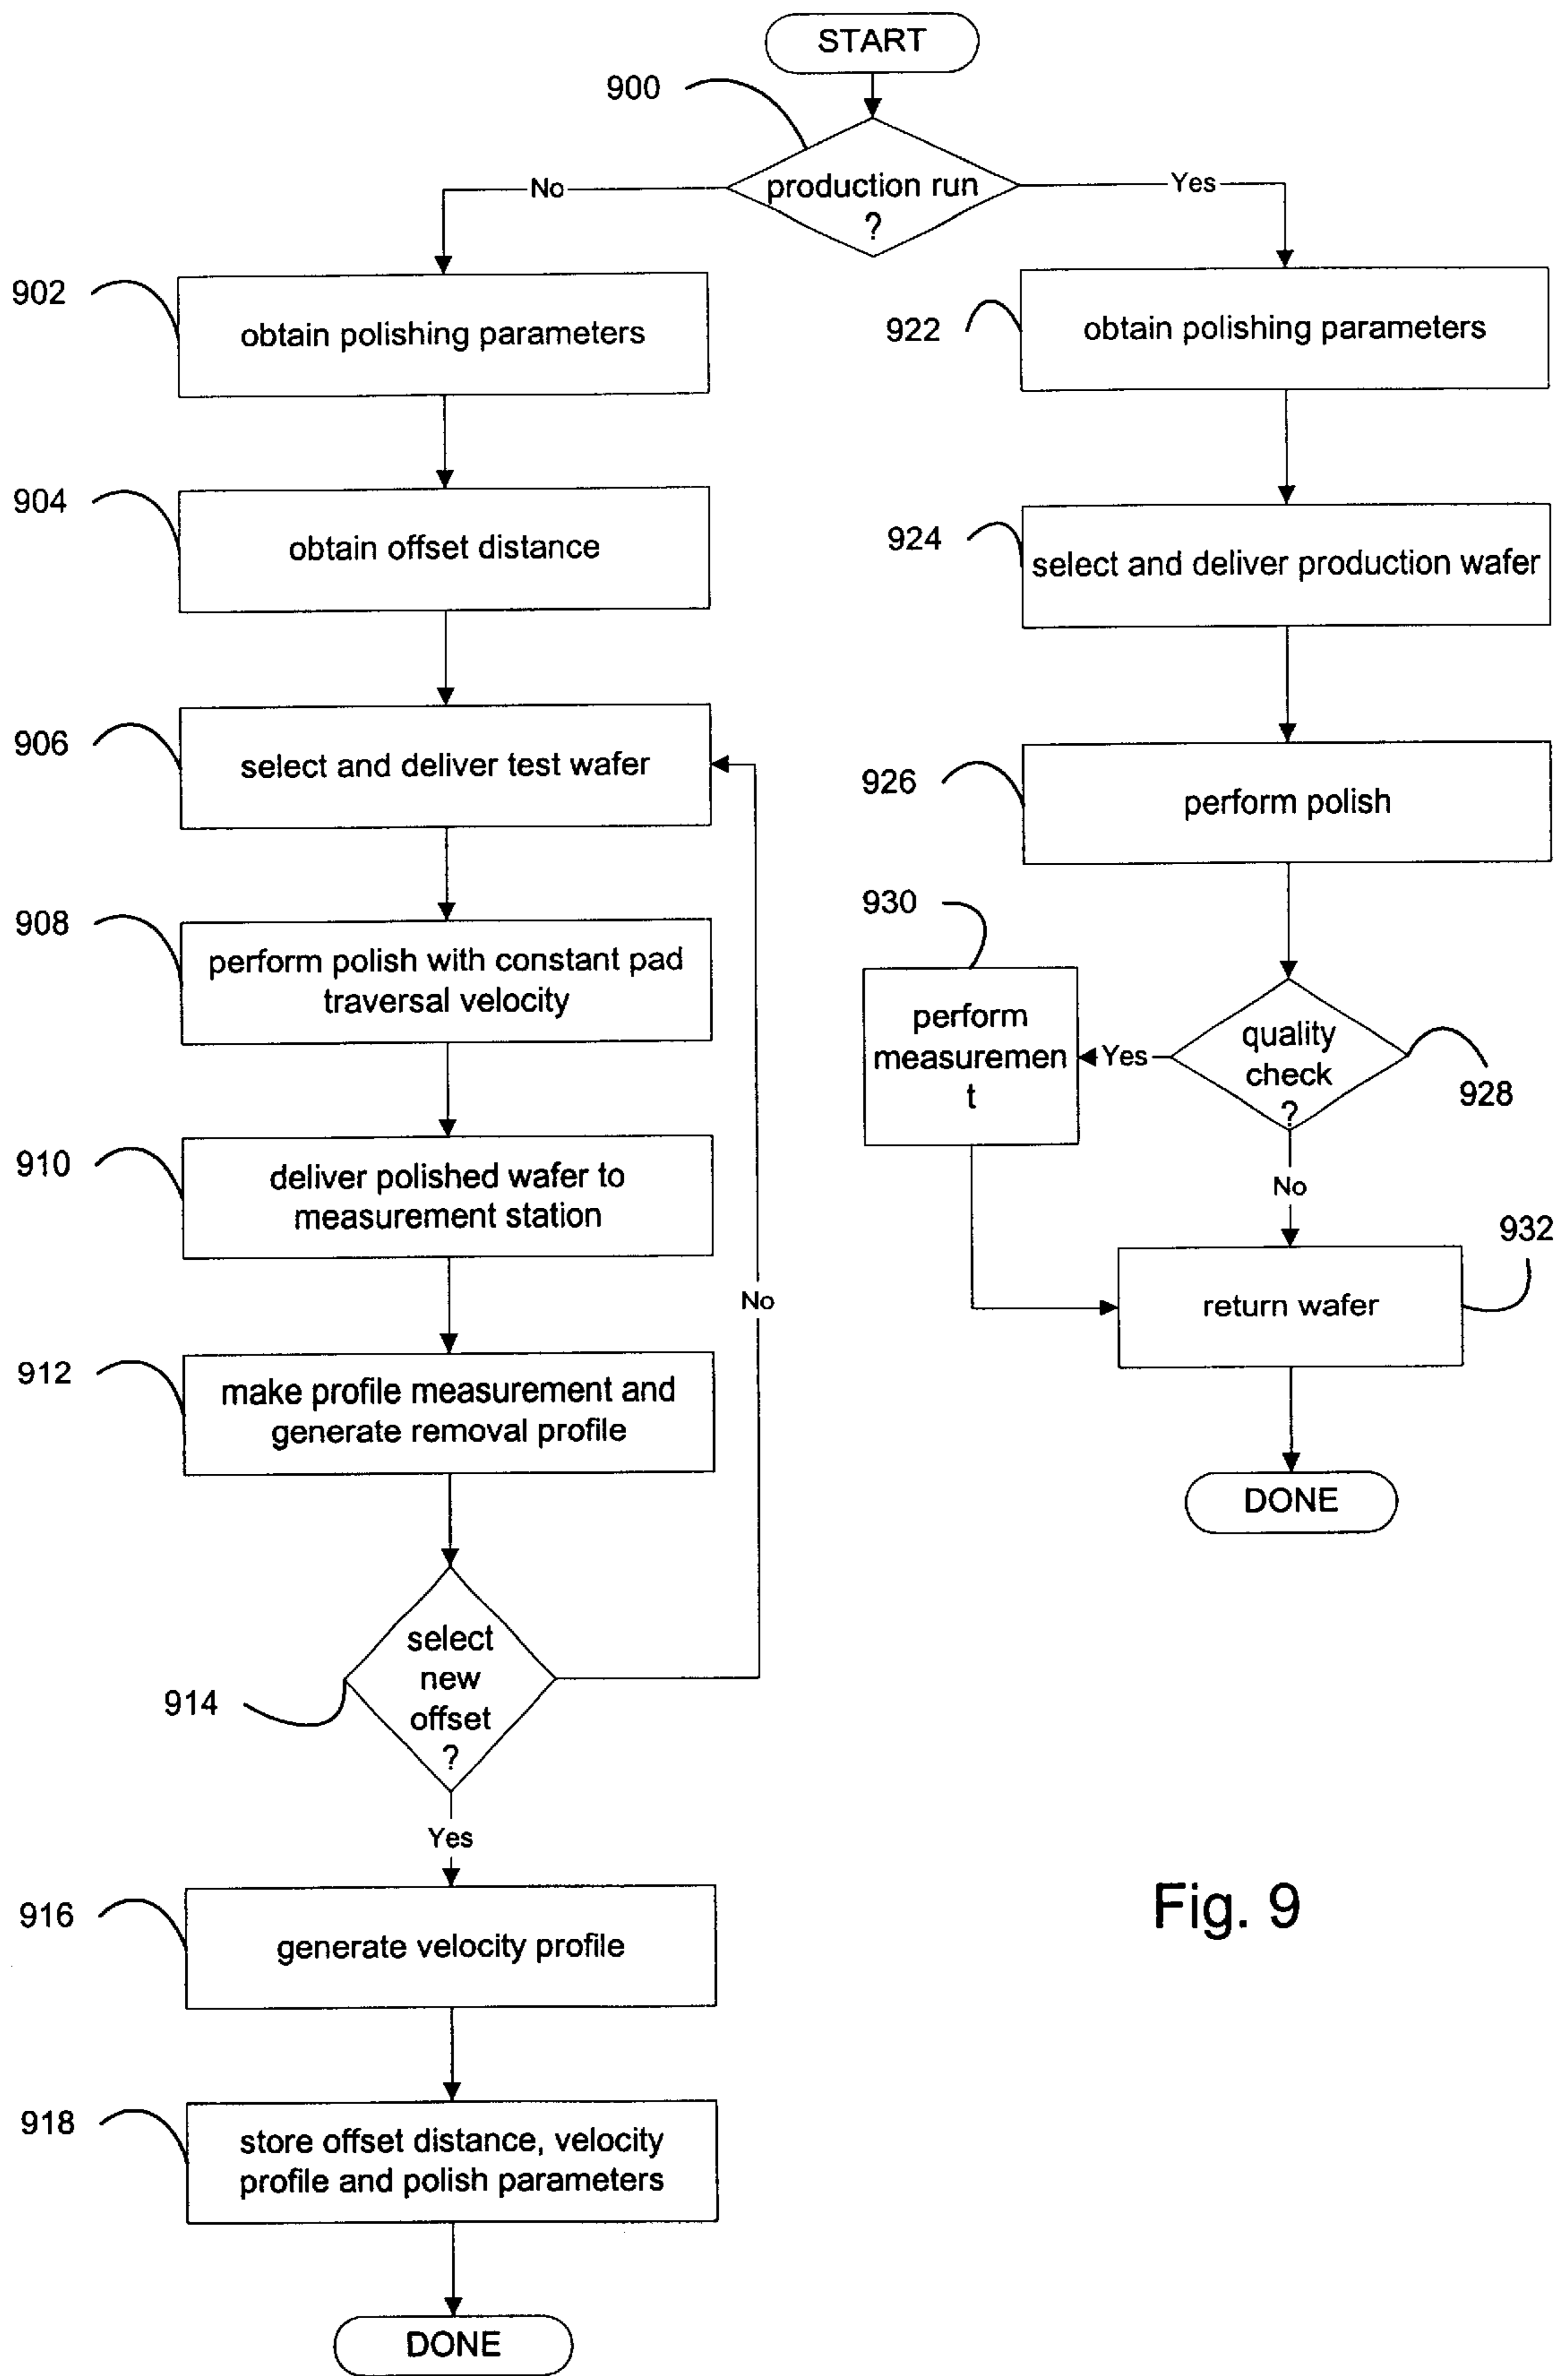 START
900
production run
?
No
Yes
902
obtain polishing parameters
904
obtain offset distance
906
select and deliver test wafer
908
perform polish with constant pad
traversal velocity
910
deliver polished wafer to
measurement station
912
make profile measurement and
generate removal profile
914
select
new
offset
?
No
Yes
916
generate velocity profile
918
store offset distance, velocity
profile and polish parameters
DONE
922
obtain polishing parameters
924
select and deliver production wafer
926
perform polish
928
quality
check
?
Yes
No
930
perform
measuremen
t
932
return wafer
DONE
Fig. 9